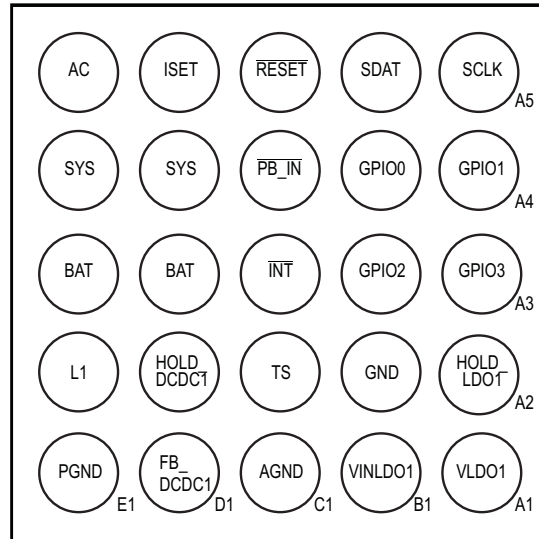 AC ISET RESET SDAT SCLK
A5
SYS SYS PB_IN GPIO0 GPIO1
A4
BAT BAT INT GPIO2 GPIO3
A3
L1 HOLD_
DCDC1 TS GND HOLD_
LDO1
A2
PGND FB_
DCDC1 AGND VINLDO1 VLDO1
E1 D1 C1 B1 A1